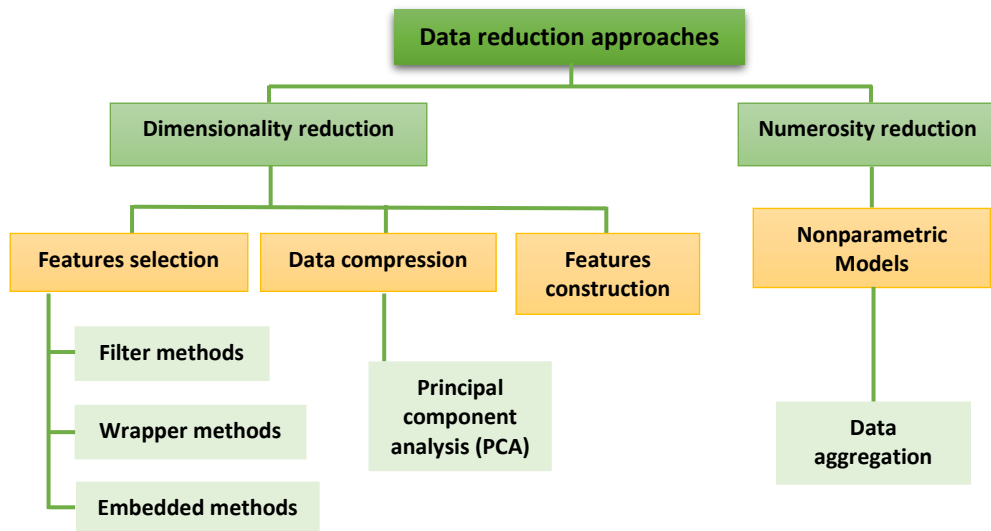 Data reduction approaches
Dimensionality reduction
Numerosity reduction
Features selection
Data compression
Features
construction
Nonparametric
Models
Filter methods
Wrapper methods
Embedded methods
Principal
component
analysis (PCA)
Data
aggregation